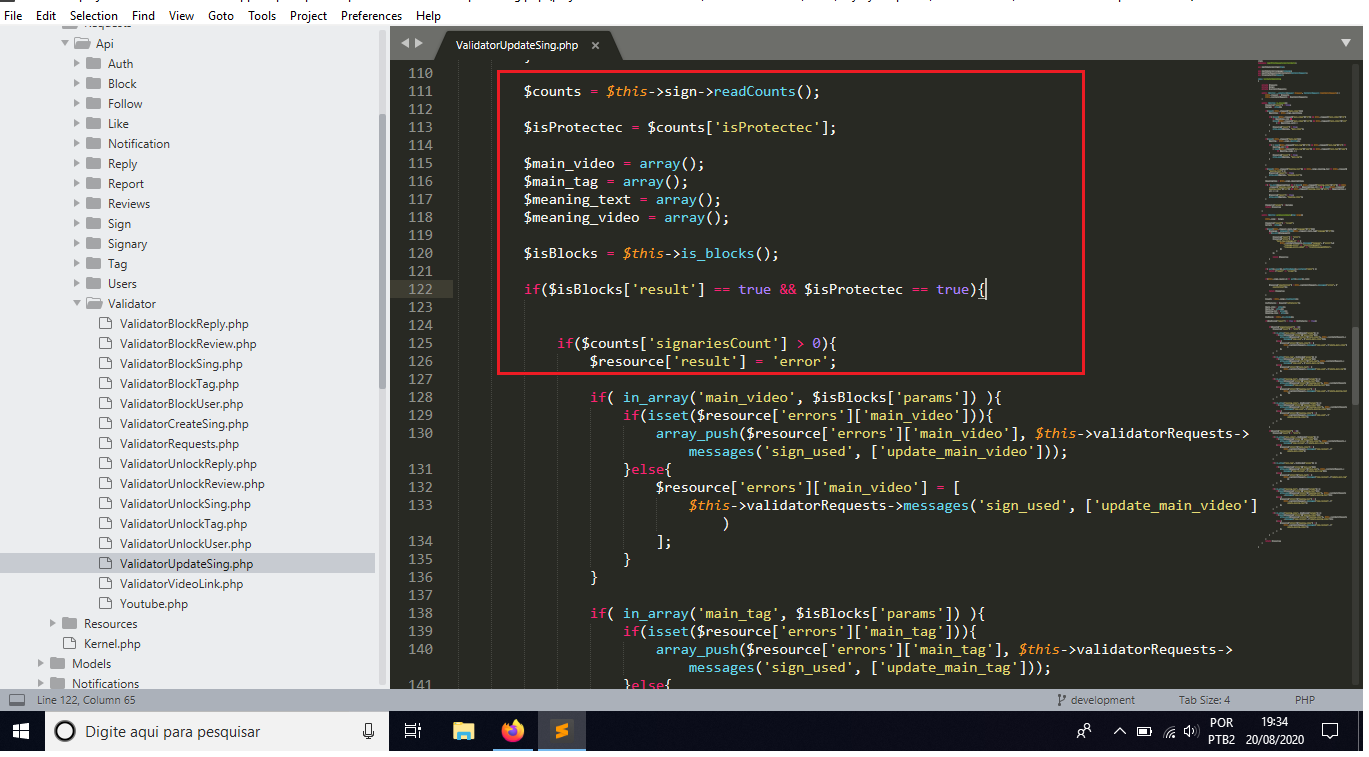 File Edit Selection Find View Goto Tools Project Preferences Help
Requests
Api
Auth
Block
Follow
Like
Notification
Reply
Report
Reviews
Sign
Signary
Tag
Users
Validator
ValidatorBlockReply.php
ValidatorBlockReview.php
ValidatorBlockSing.php
ValidatorBlockTag.php
ValidatorBlockUser.php
ValidatorCreateSing.php
ValidatorRequests.php
ValidatorUnlockReply.php
ValidatorUnlockReview.php
ValidatorUnlockSing.php
ValidatorUnlockTag.php
ValidatorUnlockUser.php
ValidatorUpdateSing.php
ValidatorVideoLink.php
Youtube.php
Resources
Kernel.php
Models
Notifications
ValidatorUpdateSing.php ×
110
111 $counts = $this->sign->readCounts();
112
113 $isProtectec = $counts['isProtectec'];
114
115 $main_video = array();
116 $main_tag = array();
117 $meaning_text = array();
118 $meaning_video = array();
119
120 $isBlocks = $this->is_blocks();
121
122 if($isBlocks['result'] == true && $isProtectec == true){
123
124
125 if($counts['signariesCount'] > 0){
126 $resource['result'] = 'error';
127
128 if( in_array('main_video', $isBlocks['params']) ){
129 if(isset($resource['errors']['main_video'])){
130 array_push($resource['errors']['main_video'], $this->validatorRequests->
messages('sign_used', ['update_main_video']));
131 }else{
132 $resource['errors']['main_video'] = [
133 $this->validatorRequests->messages('sign_used', ['update_main_video']
)
134 ];
135 }
136 }
137
138 if( in_array('main_tag', $isBlocks['params']) ){
139 if(isset($resource['errors']['main_tag'])){
140 array_push($resource['errors']['main_tag'], $this->validatorRequests->
messages('sign_used', ['update_main_tag']));
141 }else{
Line 122, Column 65 development Tab Size: 4 PHP
Digite aqui para pesquisar
POR
PTB2
19:34
20/08/2020